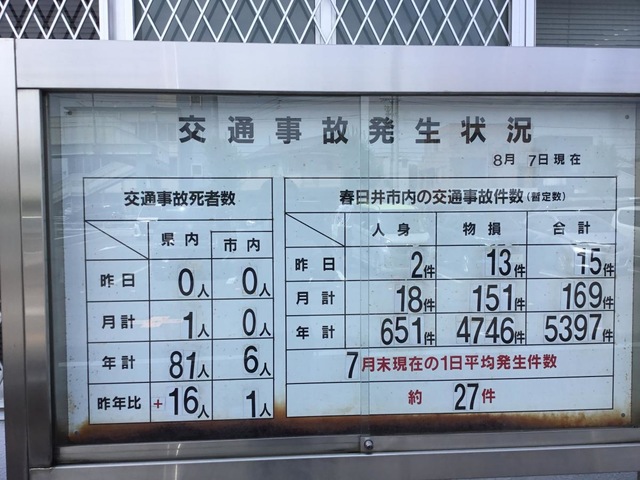 交通事故発生状況
8月 7日現在
交通事故死者数
県内 市内
昨日 0人 0人
月計 1人 0人
年計 81人 6人
昨年比 +16人 1人
春日井市内の交通事故件数(暫定数)
人身 物損 合計
昨日 2件 13件 15件
月計 18件 151件 169件
年計 651件 4746件 5397件
7月末現在の1日平均発生件数
約 27件